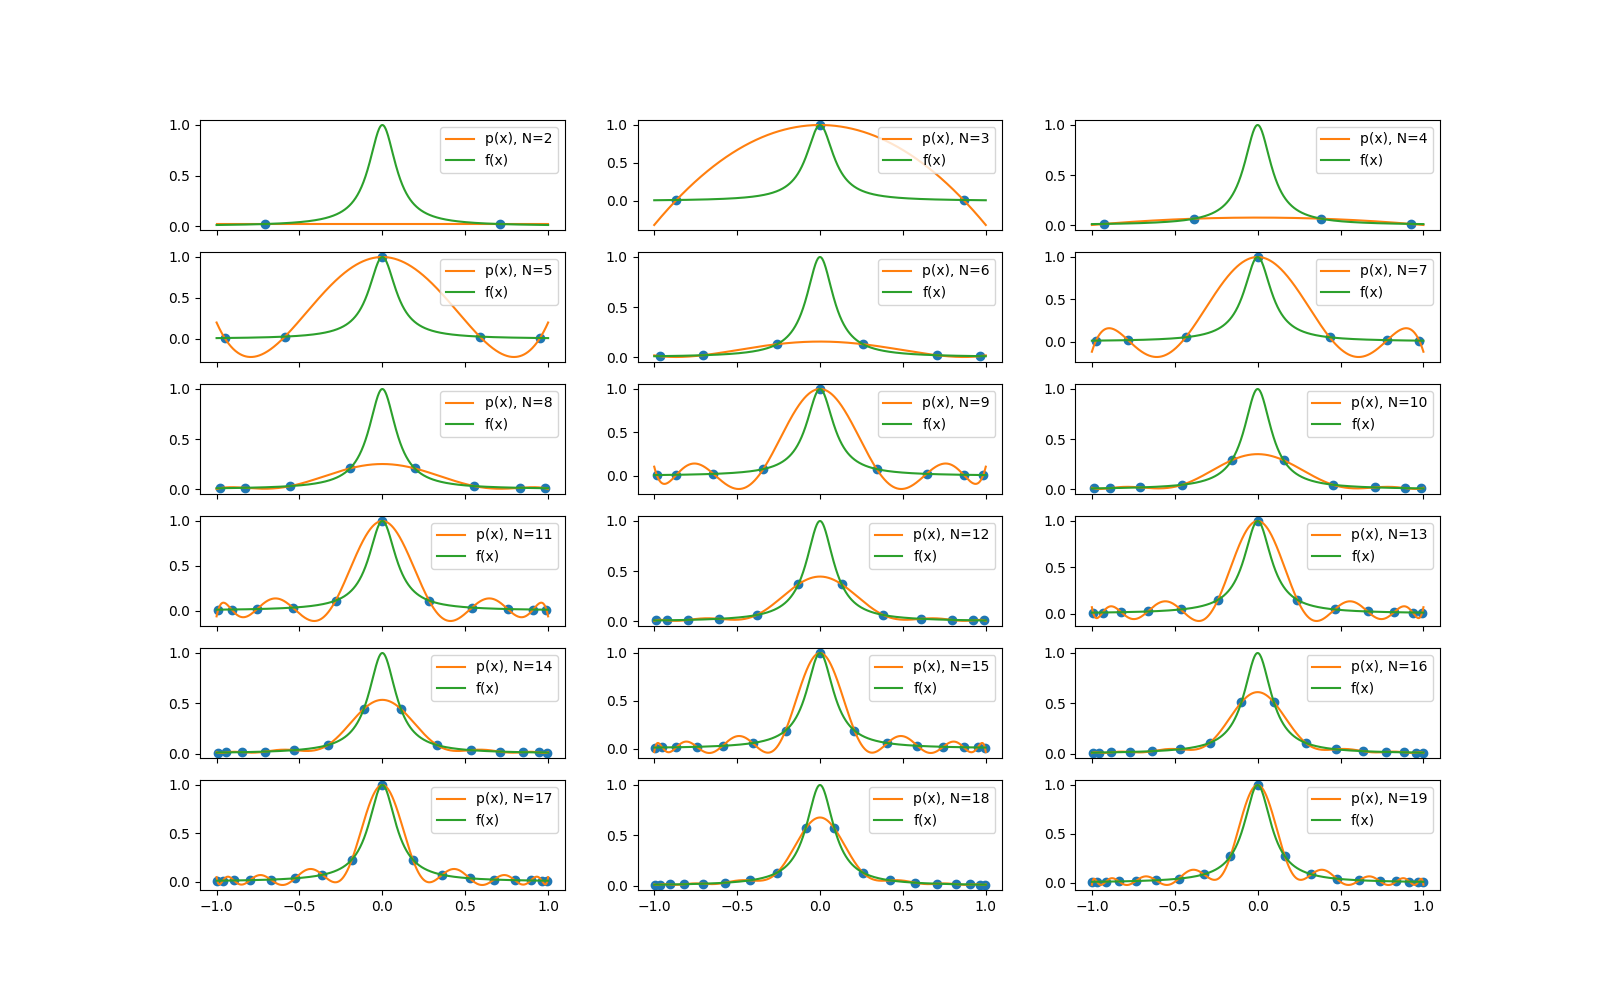 1.0
0.5
0.0
p(x), N=2
f(x)
1.0
0.5
0.0
p(x), N=3
f(x)
1.0
0.5
0.0
p(x), N=4
f(x)
1.0
0.5
0.0
p(x), N=5
f(x)
1.0
0.5
0.0
p(x), N=6
f(x)
1.0
0.5
0.0
p(x), N=7
f(x)
1.0
0.5
0.0
p(x), N=8
f(x)
1.0
0.5
0.0
p(x), N=9
f(x)
1.0
0.5
0.0
p(x), N=10
f(x)
1.0
0.5
0.0
p(x), N=11
f(x)
1.0
0.5
0.0
p(x), N=12
f(x)
1.0
0.5
0.0
p(x), N=13
f(x)
1.0
0.5
0.0
p(x), N=14
f(x)
1.0
0.5
0.0
p(x), N=15
f(x)
1.0
0.5
0.0
p(x), N=16
f(x)
1.0
0.5
0.0
p(x), N=17
f(x)
−1.0 −0.5 0.0 0.5 1.0
1.0
0.5
0.0
p(x), N=18
f(x)
−1.0 −0.5 0.0 0.5 1.0
1.0
0.5
0.0
p(x), N=19
f(x)
−1.0 −0.5 0.0 0.5 1.0